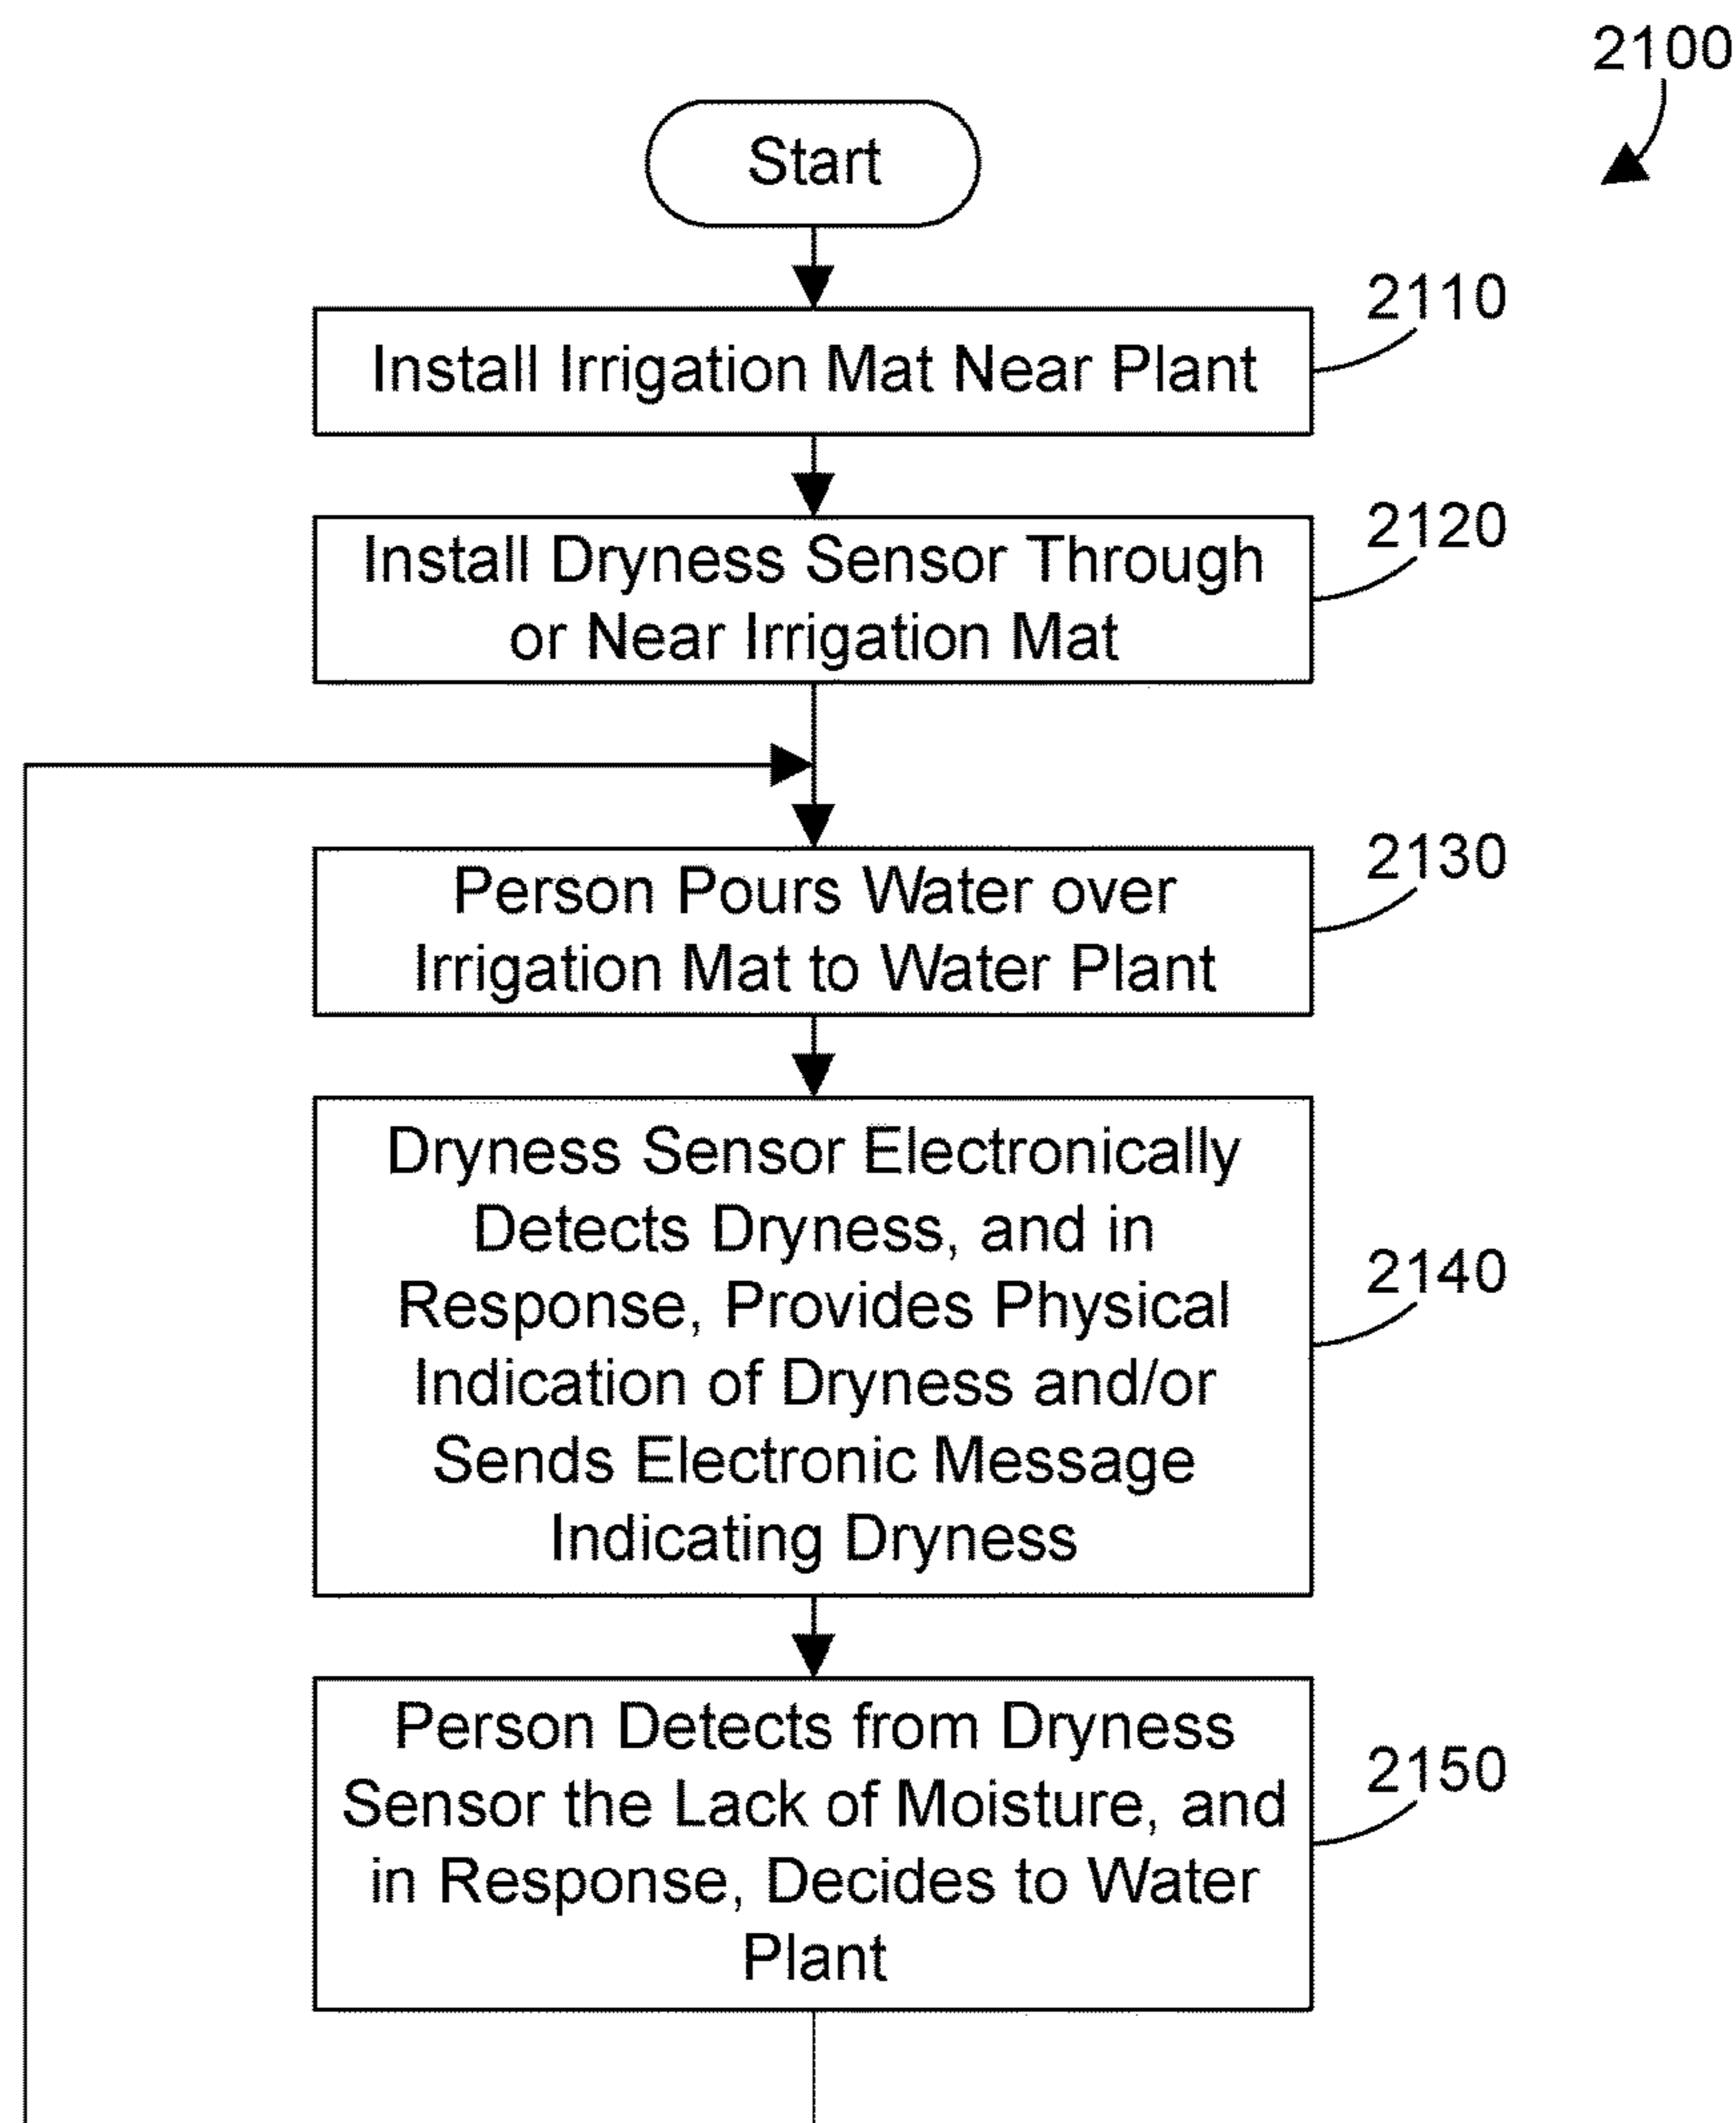 2100
Start
2110
Install Irrigation Mat Near Plant
2120
Install Dryness Sensor Through
or Near Irrigation Mat
2130
Person Pours Water over
Irrigation Mat to Water Plant
Dryness Sensor Electronically
Detects Dryness, and in
2140
Response, Provides Physical
Indication of Dryness and/or
Sends Electronic Message
Indicating Dryness
Person Detects from Dryness
2150
Sensor the Lack of Moisture, and
in Response, Decides to Water
Plant